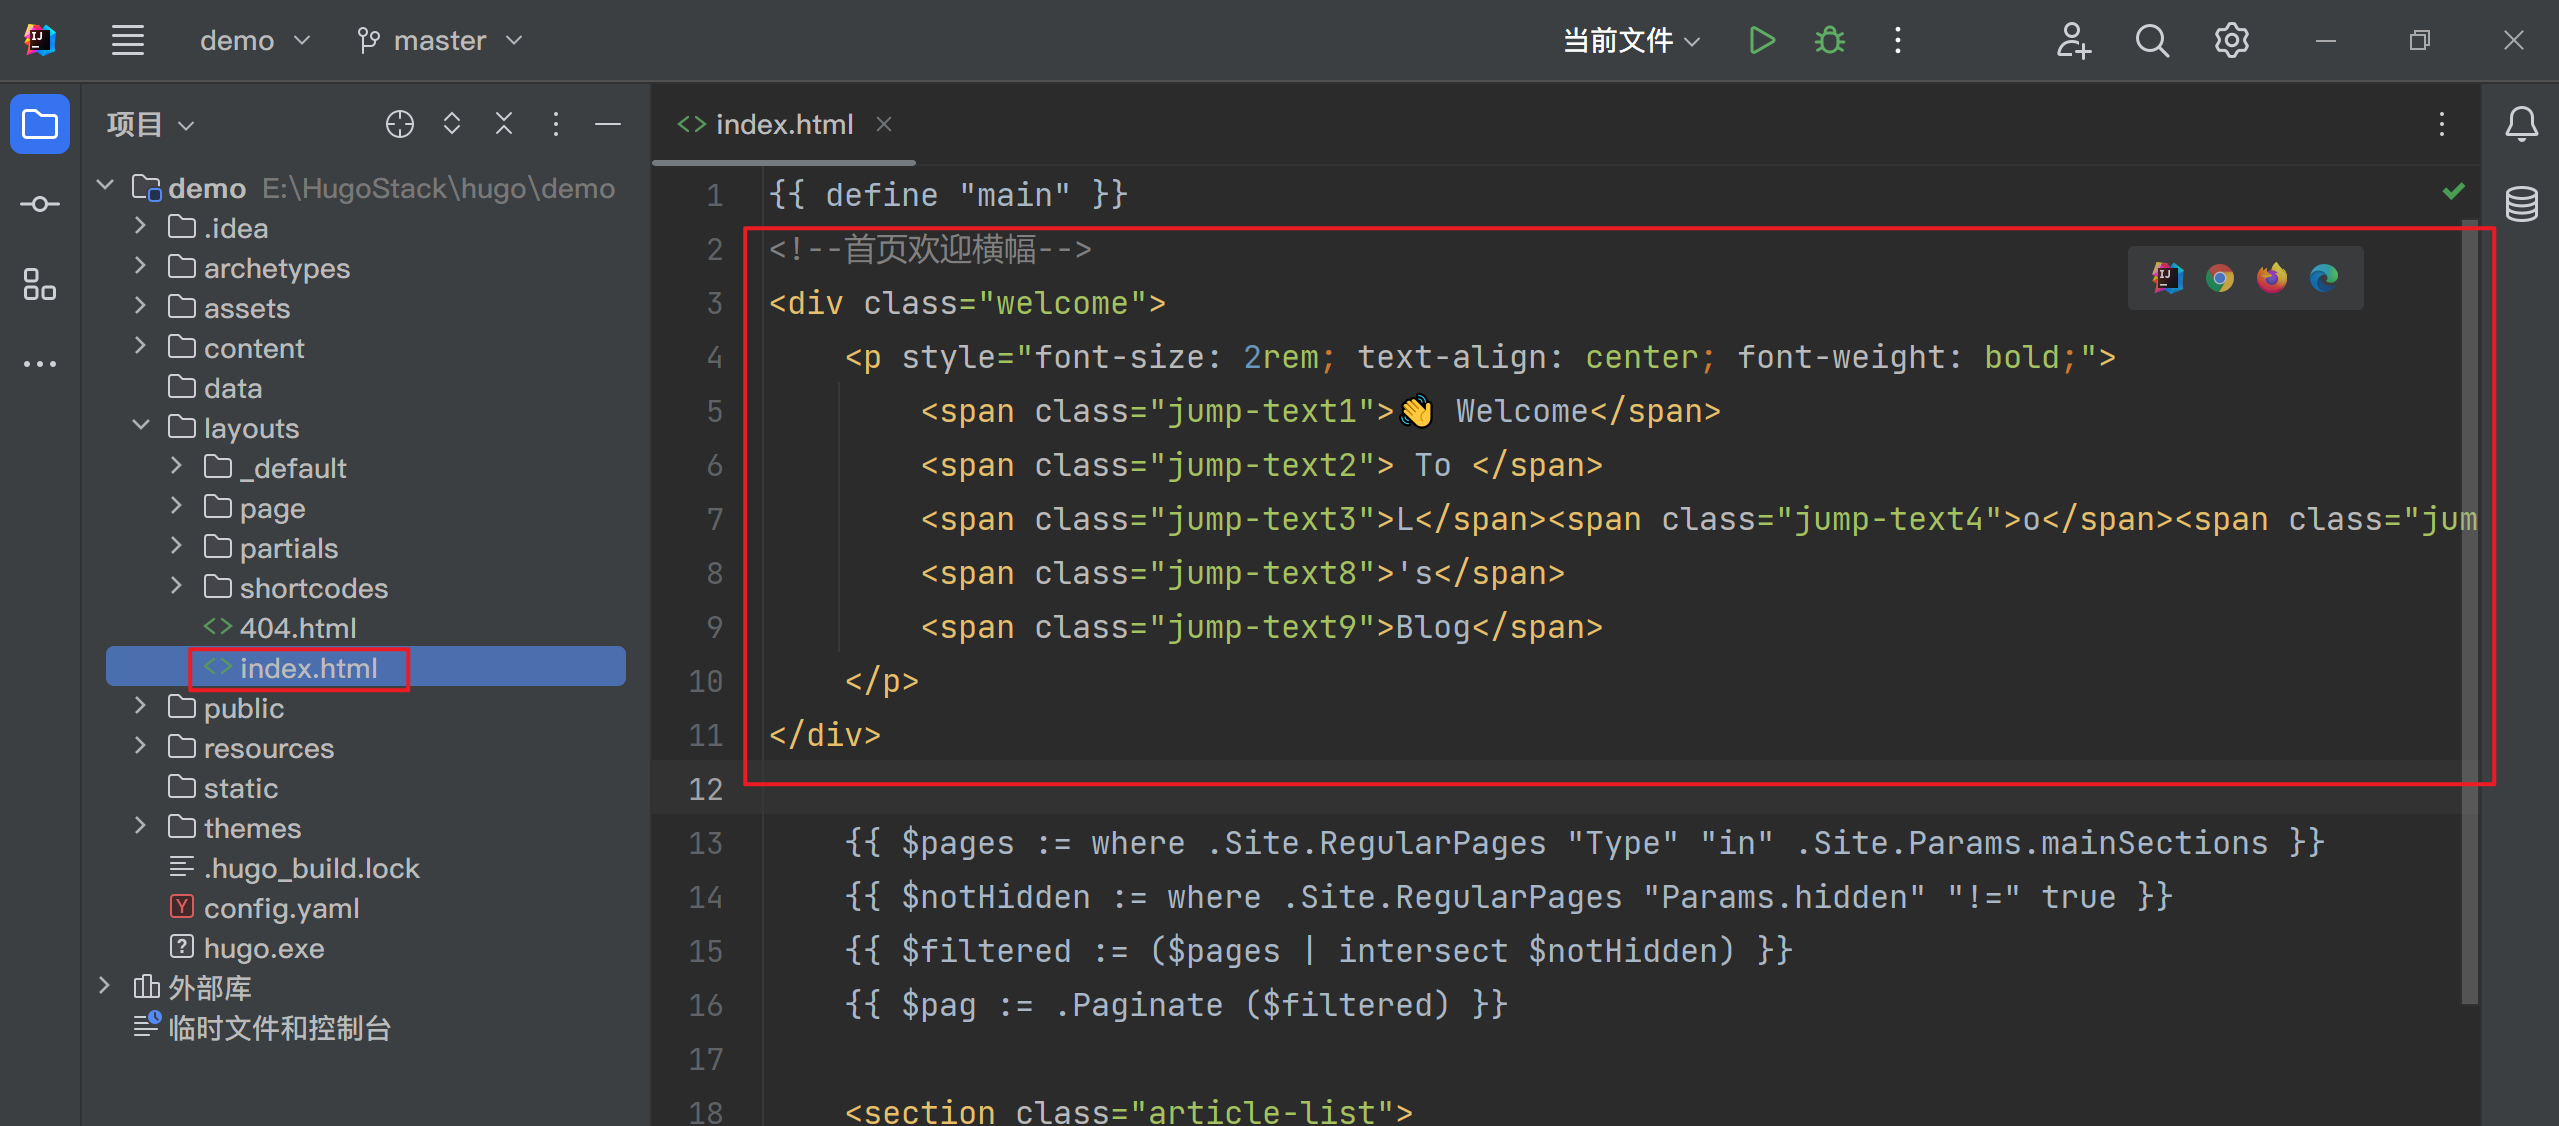 demo
master
当前文件
项目
index.html
demo E:\HugoStack\hugo\demo
.idea
archetypes
assets
content
data
layouts
_default
page
partials
shortcodes
404.html
index.html
public
resources
static
themes
.hugo_build.lock
config.yaml
hugo.exe
外部库
临时文件和控制台
1 {{ define "main" }}
2 <!--首页欢迎横幅-->
3 <div class="welcome">
4 <p style="font-size: 2rem; text-align: center; font-weight: bold;">
5 <span class="jump-text1">👋 Welcome</span>
6 <span class="jump-text2"> To </span>
7 <span class="jump-text3">L</span><span class="jump-text4">o</span><span class="jum
8 <span class="jump-text8">'s</span>
9 <span class="jump-text9">Blog</span>
10 </p>
11 </div>
12
13 {{ $pages := where .Site.RegularPages "Type" "in" .Site.Params.mainSections }}
14 {{ $notHidden := where .Site.RegularPages "Params.hidden" "!=" true }}
15 {{ $filtered := ($pages | intersect $notHidden) }}
16 {{ $pag := .Paginate ($filtered) }}
17
18 <section class="article-list">